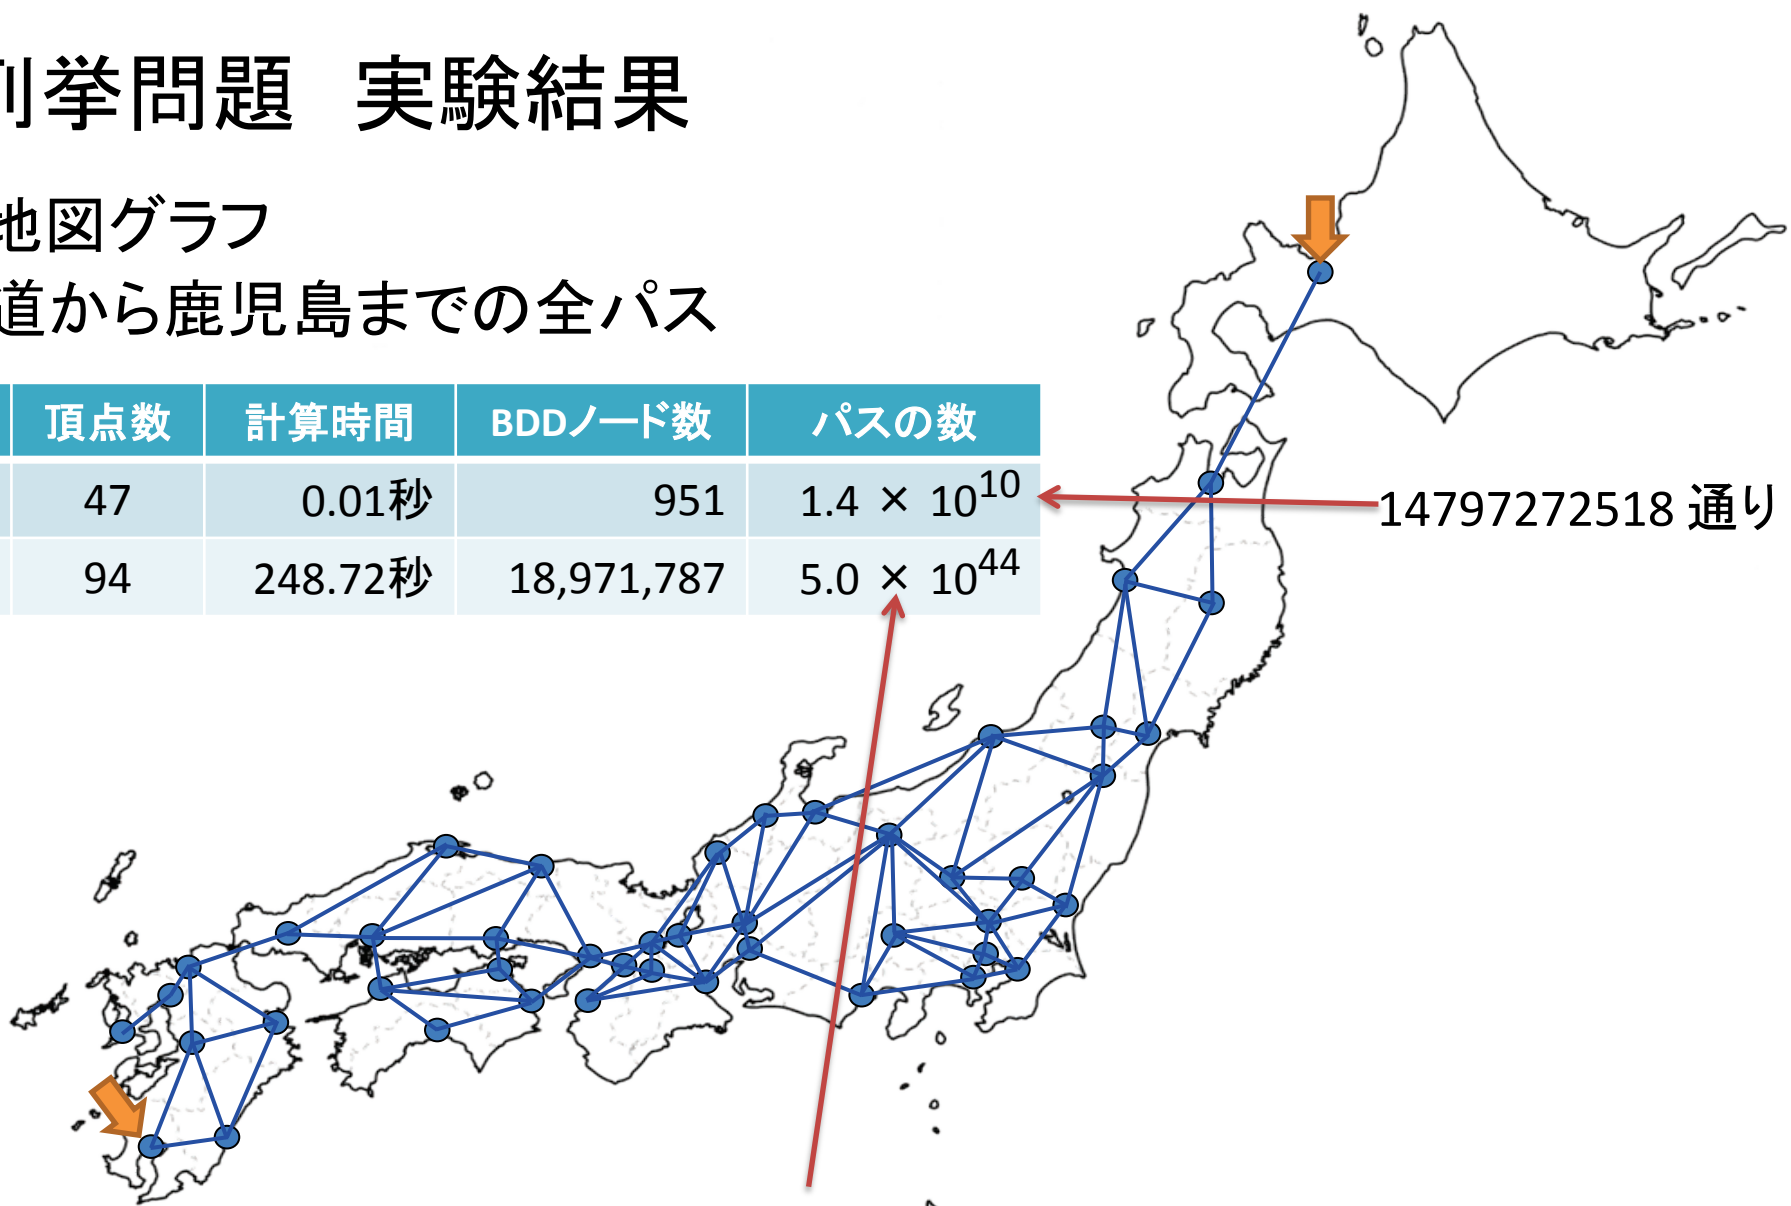 列挙問題　実験結果
地図グラフ
道から鹿児島までの全パス
頂点数 計算時間 BDDノード数 パスの数
47 0.01秒 951 1.4 × 10^10
14797272518 通り
94 248.72秒 18,971,787 5.0 × 10^44